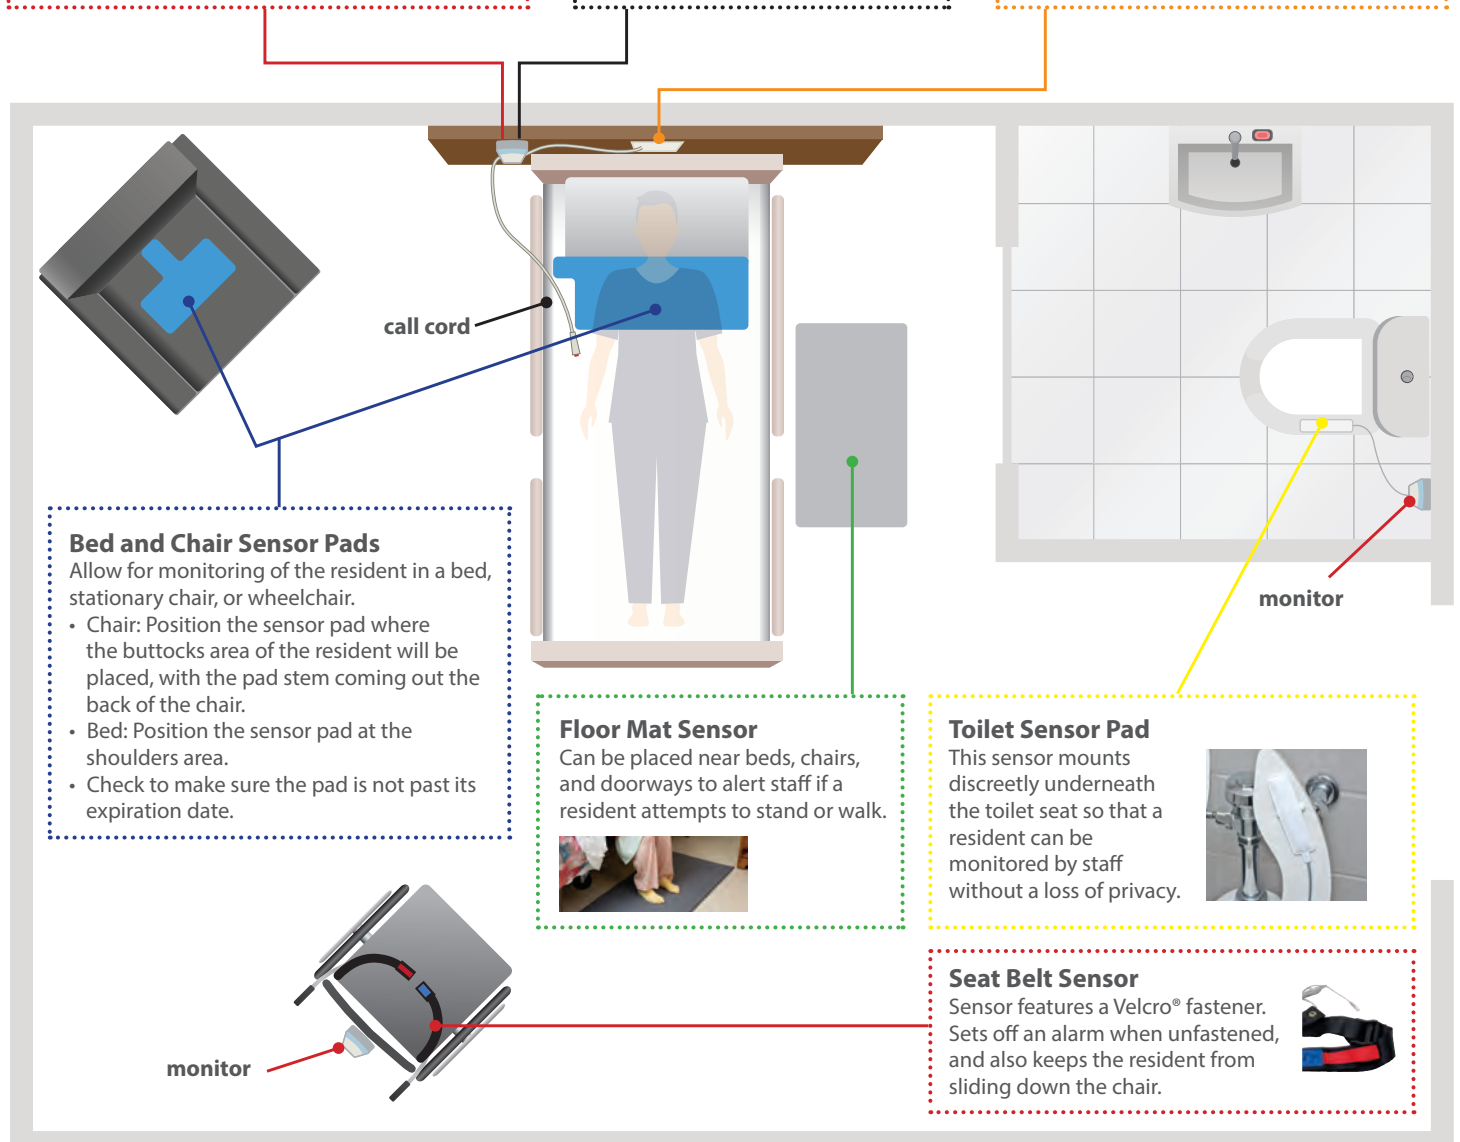 call cord
Bed and Chair Sensor Pads
Allow for monitoring of the resident in a bed,
stationary chair, or wheelchair.
• Chair: Position the sensor pad where
the buttocks area of the resident will be
placed, with the pad stem coming out the
back of the chair.
• Bed: Position the sensor pad at the
shoulders area.
• Check to make sure the pad is not past its
expiration date.
monitor
Floor Mat Sensor
Can be placed near beds, chairs,
and doorways to alert staff if a
resident attempts to stand or walk.
Toilet Sensor Pad
This sensor mounts
discreetly underneath
the toilet seat so that a
resident can be
monitored by staff
without a loss of privacy.
Seat Belt Sensor
Sensor features a Velcro® fastener.
Sets off an alarm when unfastened,
and also keeps the resident from
sliding down the chair.
monitor